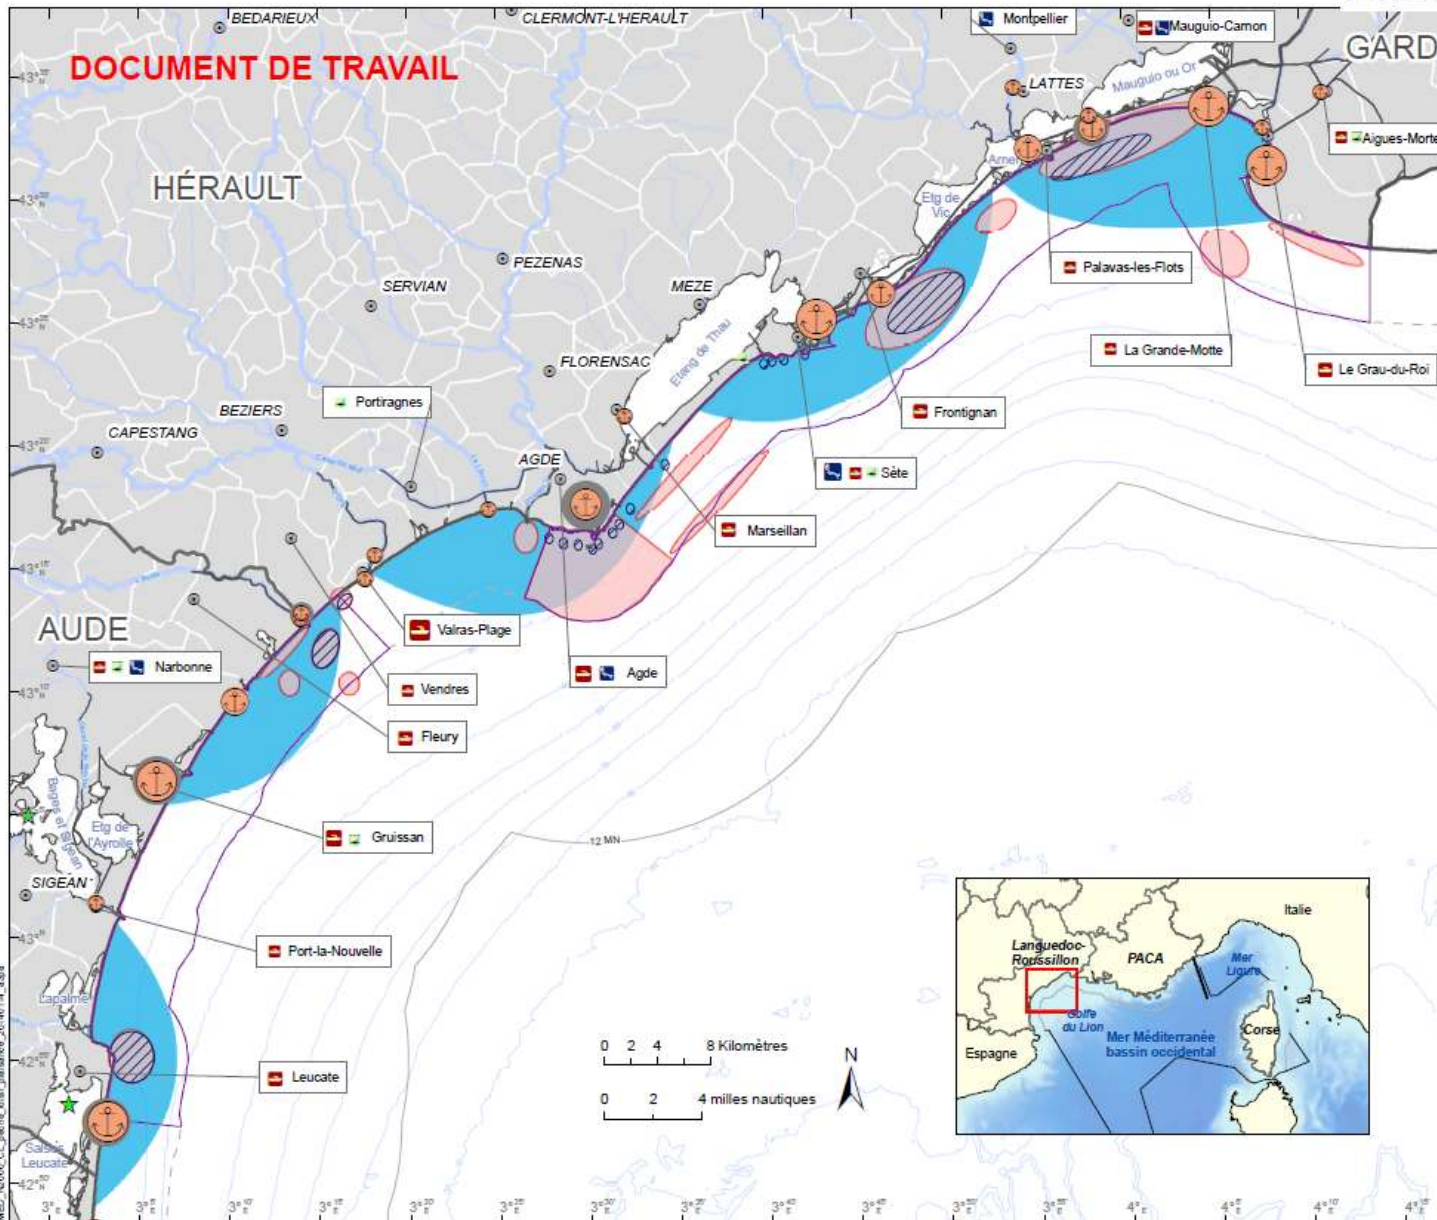 BEDARIEUX
CLERMONT-L'HERAULT
Montpellier
Mauguio-Carnon
GARD
DOCUMENT DE TRAVAIL
LATTES
Mauguio ou Or
Aigues-Morte
HÉRAULT
Arnel
Etg de
Vic
PEZENAS
Palavas-les-Flots
SERVIAN
MEZE
Etang de Thau
La Grande-Motte
FLORENSAC
Le Grau-du-Roi
Portiragnes
BEZIERS
Frontignan
CAPESTANG
AGDE
Sète
Marseillan
AUDE
Valras-Plage
Narbonne
Agde
Vendres
Fleury
Bages et Sigean
Etg de
l'Ayrolle
Gruissan
12 MN
SIGEAN
Port-la-Nouvelle
Lapalme
Leucate
Salses
Leucate
0 2 4 8 Kilomètres
0 2 4 milles nautiques
N
Italie
Languedoc-
Roussillon
PACA
Mer
Ligure
Golfe
du Lion
Mer Méditerranée
bassin occidental
Corse
Espagne